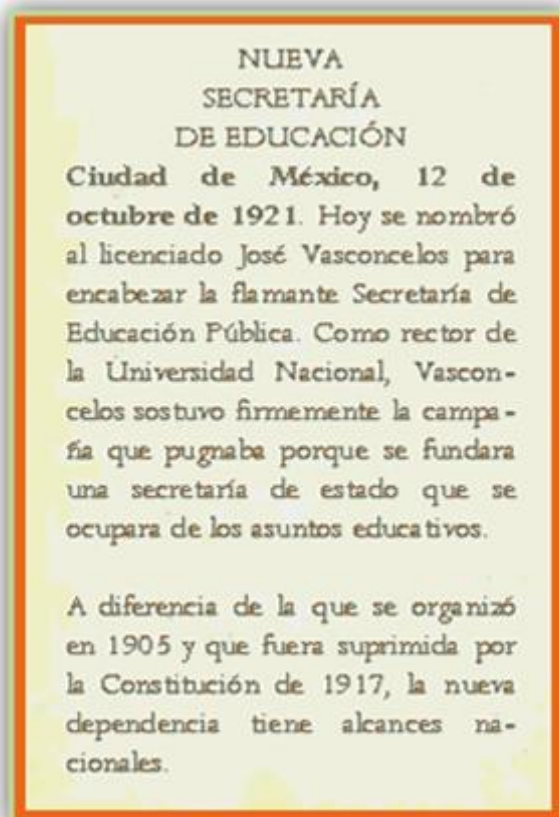 NUEVA
SECRETARÍA
DE EDUCACIÓN
Ciudad de México, 12 de
octubre de 1921. Hoy se nombró
al licenciado José Vasconcelos para
encabezar la flamante Secretaría de
Educación Pública. Como rector de
la Universidad Nacional, Vascon-
celos sostuvo firmemente la campa-
ña que pugnaba porque se fundara
una secretaría de estado que se
ocupara de los asuntos educativos.

A diferencia de la que se organizó
en 1905 y que fuera suprimida por
la Constitución de 1917, la nueva
dependencia tiene alcances na-
cionales.